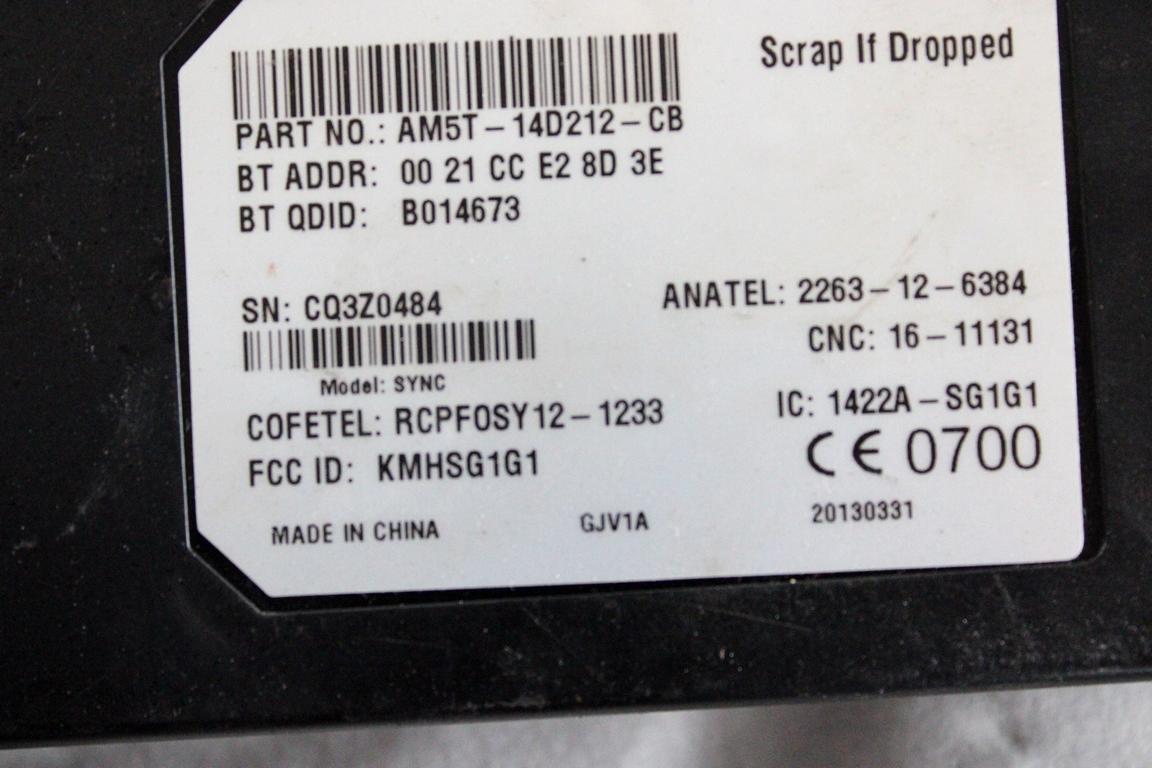 Scrap If Dropped
PART NO.: AM5T-14D212-CB
BT ADDR: 00 21 CC E2 8D 3E
BT QDID: B014673
SN: CQ3Z0484
ANATEL: 2263-12-6384
CNC: 16-11131
Model: SYNC
IC: 1422A-SG1G1
COFETEL: RCPFOSY12-1233
FCC ID: KMHSG1G1
CE 0700
MADE IN CHINA
GJV1A
20130331